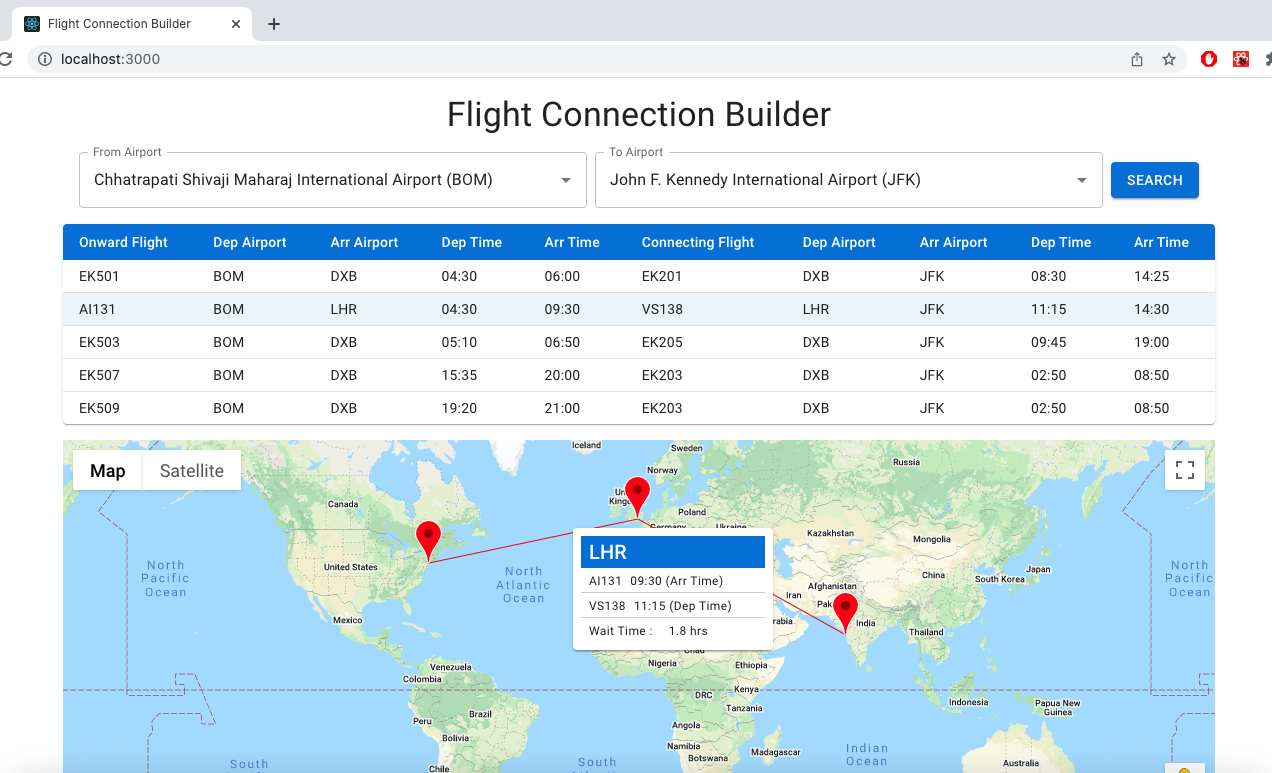 Flight Connection Builder
localhost:3000
Flight Connection Builder
From Airport
Chhatrapati Shivaji Maharaj International Airport (BOM)
To Airport
John F. Kennedy International Airport (JFK)
SEARCH
Onward Flight Dep Airport Arr Airport Dep Time Arr Time Connecting Flight Dep Airport Arr Airport Dep Time Arr Time
EK501 BOM DXB 04:30 06:00 EK201 DXB JFK 08:30 14:25
AI131 BOM LHR 04:30 09:30 VS138 LHR JFK 11:15 14:30
EK503 BOM DXB 05:10 06:50 EK205 DXB JFK 09:45 19:00
EK507 BOM DXB 15:35 20:00 EK203 DXB JFK 02:50 08:50
EK509 BOM DXB 19:20 21:00 EK203 DXB JFK 02:50 08:50
Map Satellite
Iceland
Sweden
Norway
Russia
Canada
Poland
Germany
Ukraine
Kazakhstan
Mongolia
United States
North
Pacific
Ocean
North
Atlantic
Ocean
LHR
AI131 09:30 (Arr Time)
VS138 11:15 (Dep Time)
Wait Time : 1.8 hrs
Afghanistan
Iran
China
South Korea
Japan
North
Pacific
Ocean
India
Thailand
Mexico
Venezuela
Colombia
Nigeria
Chad
Ethiopia
DRC
Kenya
Tanzania
Indonesia
Papua New
Guinea
Peru
Brazil
Bolivia
Angola
Namibia
Botswana
Madagascar
Indian
Ocean
Australia
Chile
South
South